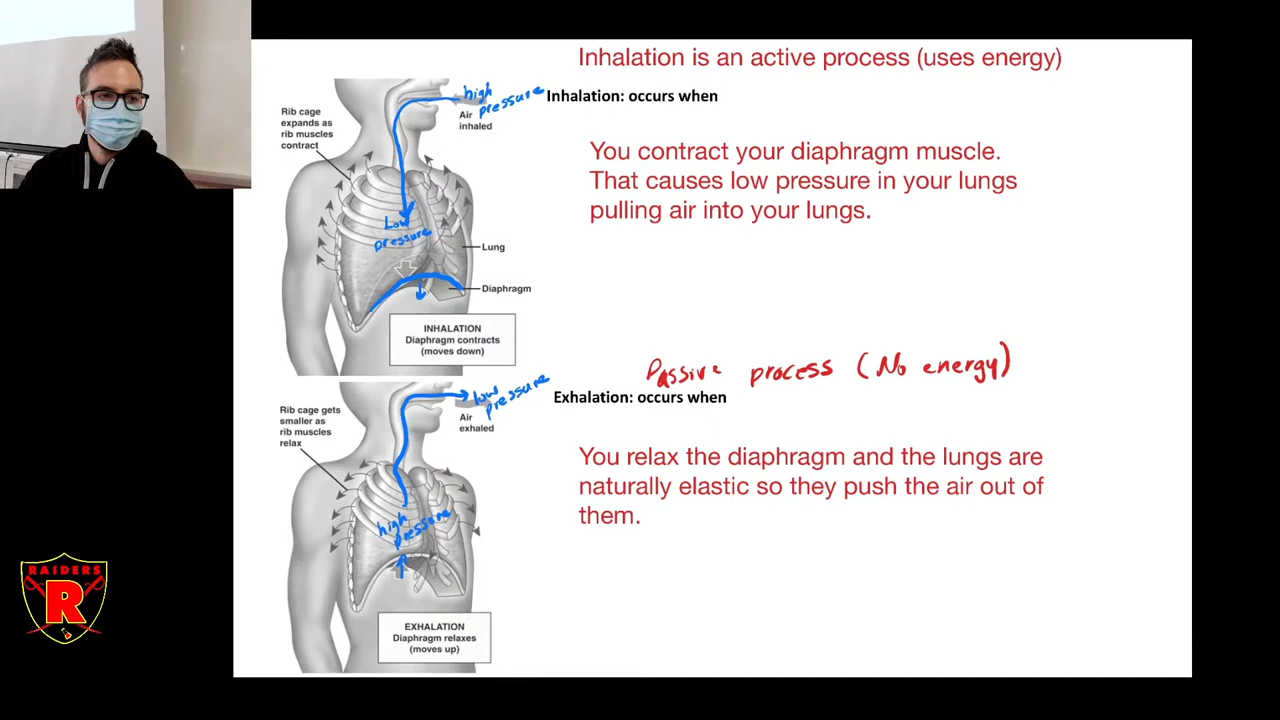 Inhalation is an active process (uses energy)
high
pressure
Inhalation: occurs when
Air
inhaled
Rib cage
expands as
rib muscles
contract
You contract your diaphragm muscle.
That causes low pressure in your lungs
pulling air into your lungs.
Low
pressure
Lung
Diaphragm
INHALATION
Diaphragm contracts
(moves down)
Passive process (No energy)
low
pressure
Exhalation: occurs when
Air
exhaled
Rib cage gets
smaller as
rib muscles
relax
You relax the diaphragm and the lungs are
naturally elastic so they push the air out of
them.
high
pressure
RAIDERS
R
EXHALATION
Diaphragm relaxes
(moves up)